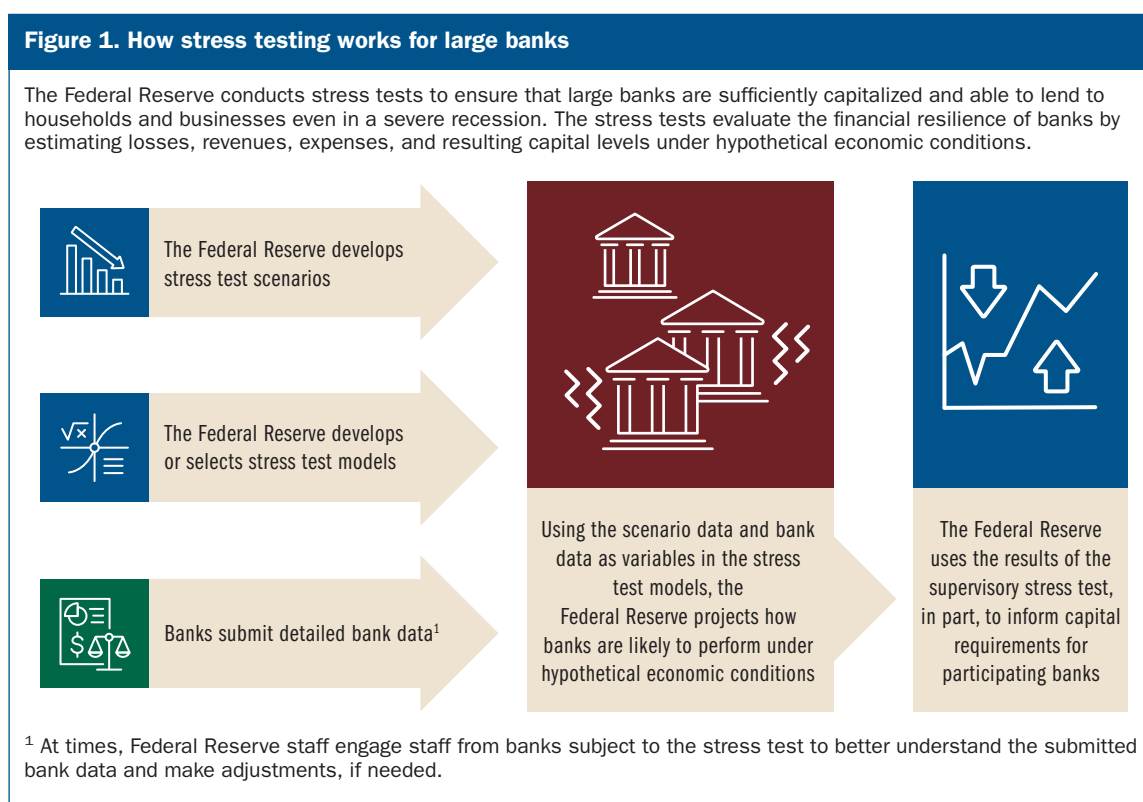 Figure 1. How stress testing works for large banks
The Federal Reserve conducts stress tests to ensure that large banks are sufficiently capitalized and able to lend to
households and businesses even in a severe recession. The stress tests evaluate the financial resilience of banks by
estimating losses, revenues, expenses, and resulting capital levels under hypothetical economic conditions.
The Federal Reserve develops
stress test scenarios
√x
The Federal Reserve develops
or selects stress test models
$
Banks submit detailed bank data¹
Using the scenario data and bank
data as variables in the stress
test models, the
Federal Reserve projects how
banks are likely to perform under
hypothetical economic conditions
The Federal Reserve
uses the results of the
supervisory stress test,
in part, to inform capital
requirements for
participating banks
¹ At times, Federal Reserve staff engage staff from banks subject to the stress test to better understand the submitted
bank data and make adjustments, if needed.